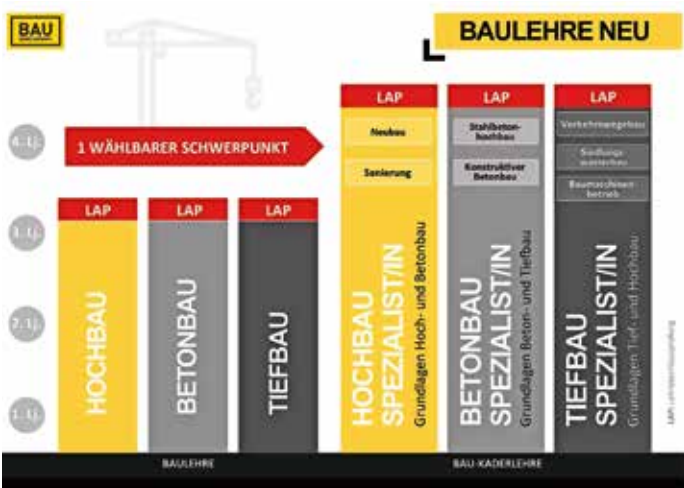 BAU
BAULEHRE NEU
4. Lj.
3. Lj.
2. Lj.
1. Lj.
1 WÄHLBARER SCHWERPUNKT
LAP
HOCHBAU
LAP
BETONBAU
LAP
TIEFBAU
LAP
Neubau
Sanierung
HOCHBAU
SPEZIALIST/IN
Grundlagen Hoch- und Betonbau
LAP
Stahlbeton-
hochbau
Konstruktiver
Betonbau
BETONBAU
SPEZIALIST/IN
Grundlagen Beton- und Tiefbau
LAP
Verkehrswegebau
Siedlungs-
wasserbau
Baumaschinen-
betrieb
TIEFBAU
SPEZIALIST/IN
Grundlagen Tief- und Hochbau
BAULEHRE
BAU-KADERLEHRE